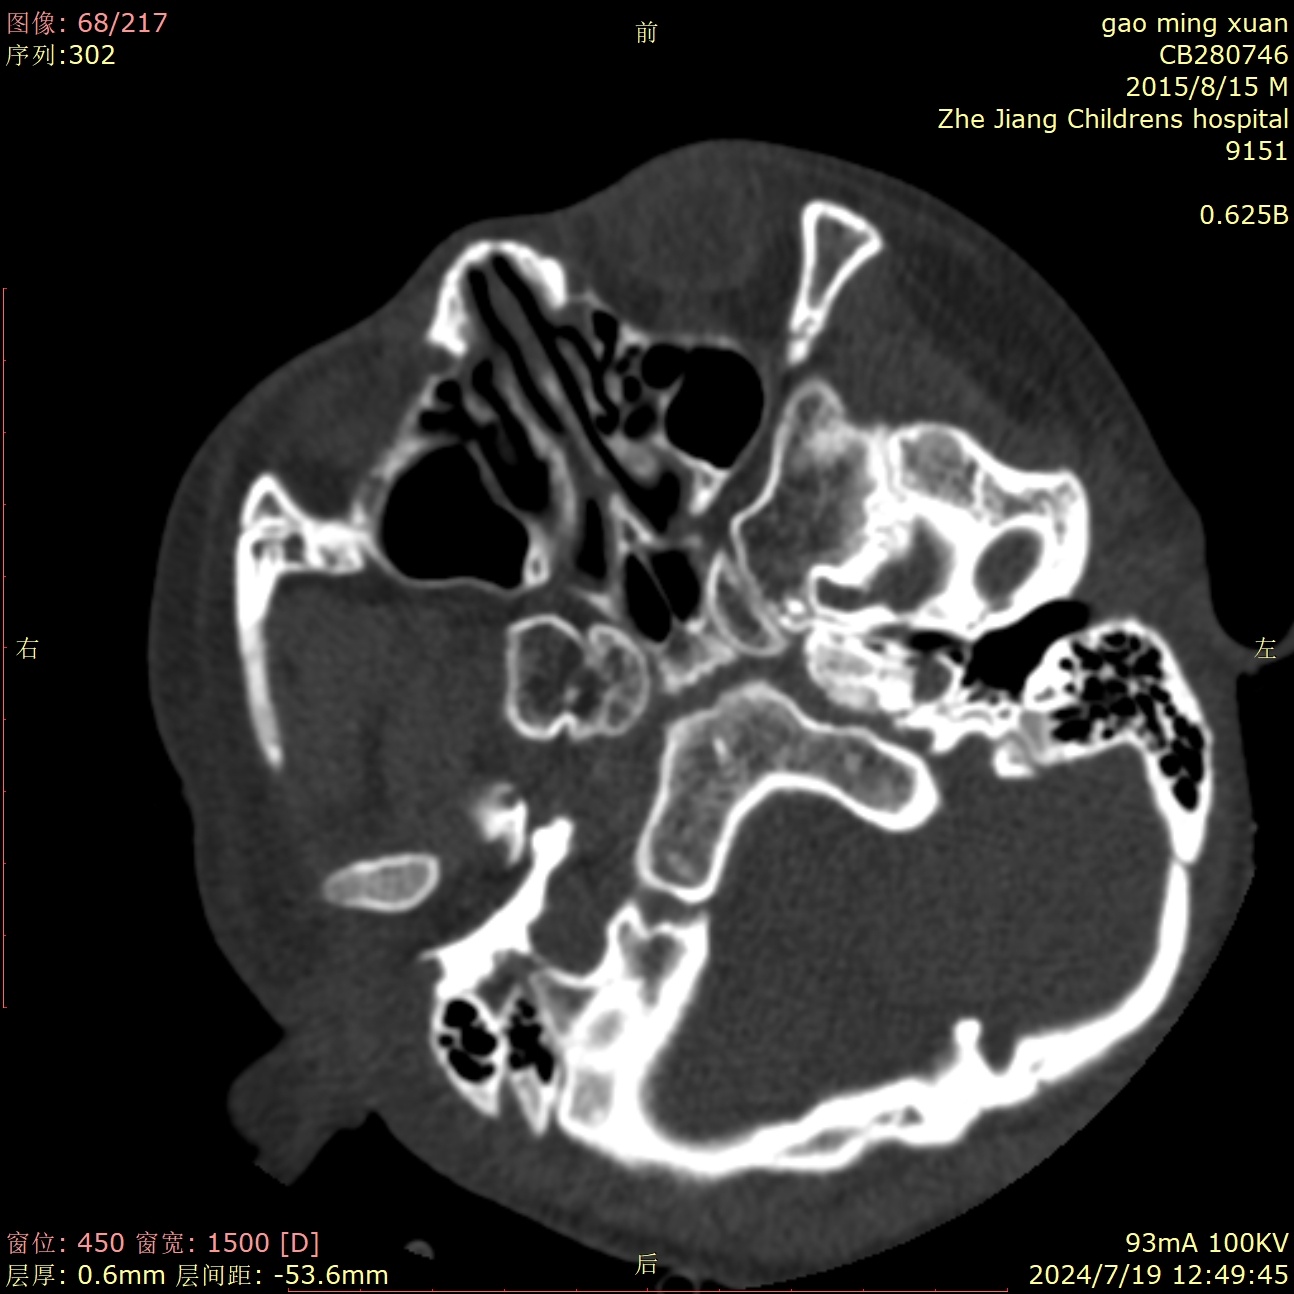 图像: 68/217
序列:302
前
gao ming xuan
CB280746
2015/8/15 M
Zhe Jiang Childrens hospital
9151
0.625B
右
左
窗位: 450 窗宽: 1500 [D]
层厚: 0.6mm 层间距: -53.6mm
后
93mA 100KV
2024/7/19 12:49:45